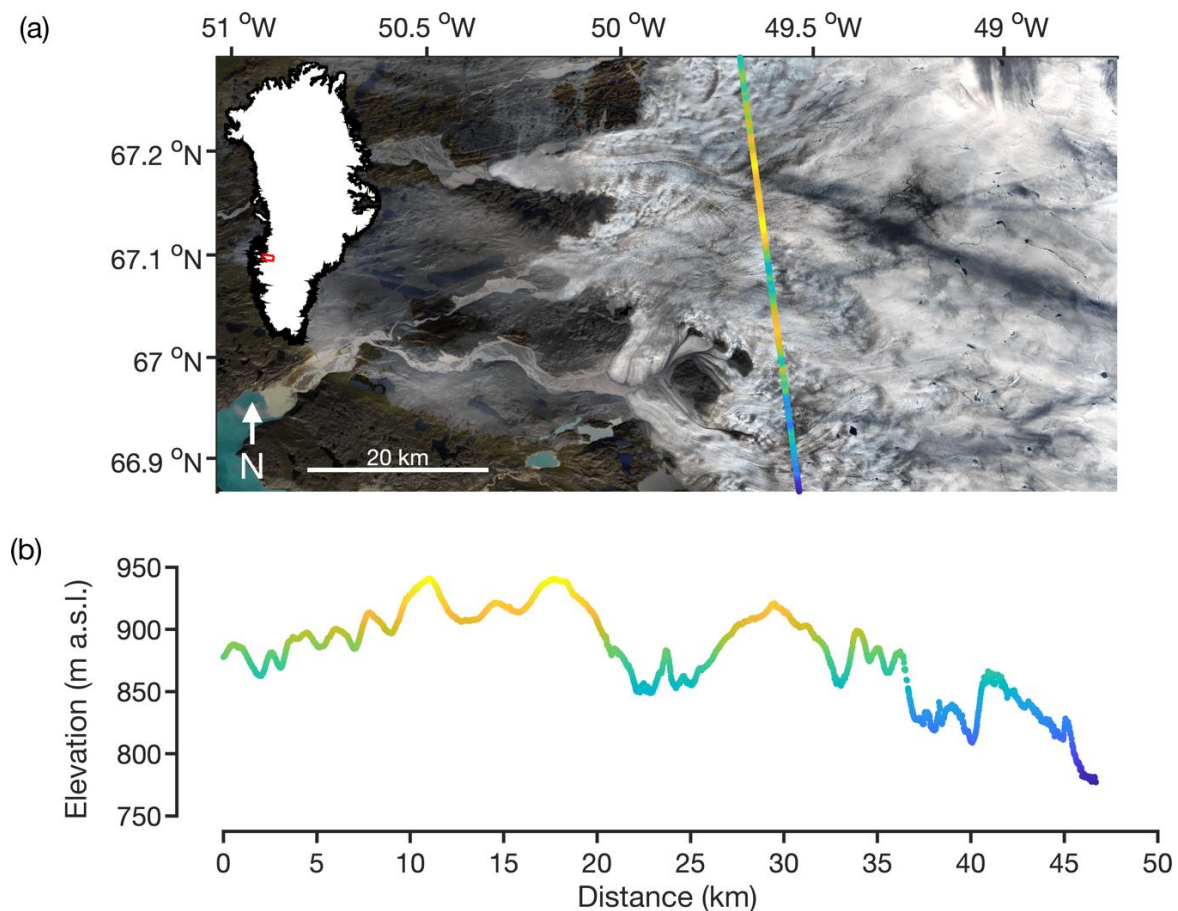 (a)
51 °W 50.5 °W 50 °W 49.5 °W 49 °W
67.2 °N
67.1 °N
67 °N
66.9 °N
N
20 km
(b)
Elevation (m a.s.l.)
950
900
850
800
750
0 5 10 15 20 25 30 35 40 45 50
Distance (km)